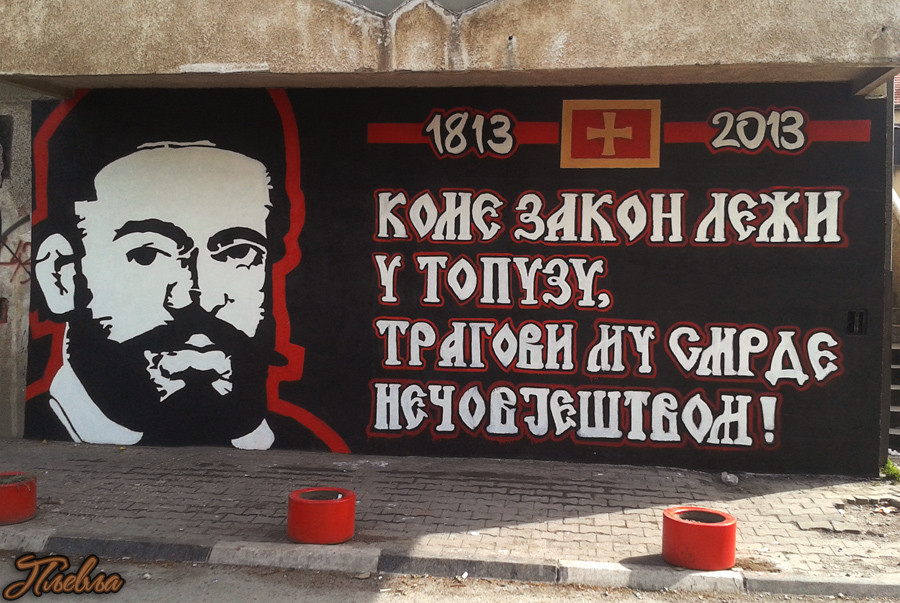 1813 2013
КОМЕ ЗАКОН ЛЕЖИ
У ТОПУЗУ,
ТРАГОВИ МУ СМРДЕ
НЕЧОВЈЕШТВОМ!
Пљевља